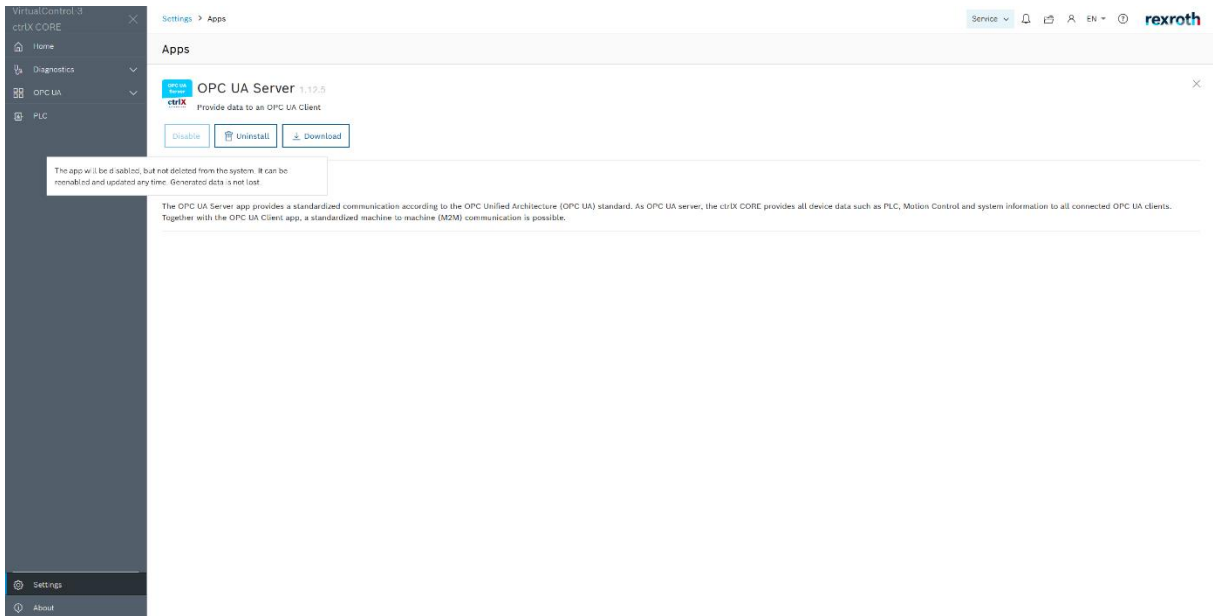 VirtualControl-3
ctrlX CORE
Home
Diagnostics
OPC UA
PLC
Settings
About
Settings > Apps
Service
EN
rexroth
Apps
OPC UA Server
ctrlX
OPC UA Server 1.12.5
Provide data to an OPC UA Client
Disable
Uninstall
Download
The app will be disabled, but not deleted from the system. It can be
reenabled and updated any time. Generated data is not lost.
The OPC UA Server app provides a standardized communication according to the OPC Unified Architecture (OPC UA) standard. As OPC UA server, the ctrlX CORE provides all device data such as PLC, Motion Control and system information to all connected OPC UA clients.
Together with the OPC UA Client app, a standardized machine to machine (M2M) communication is possible.